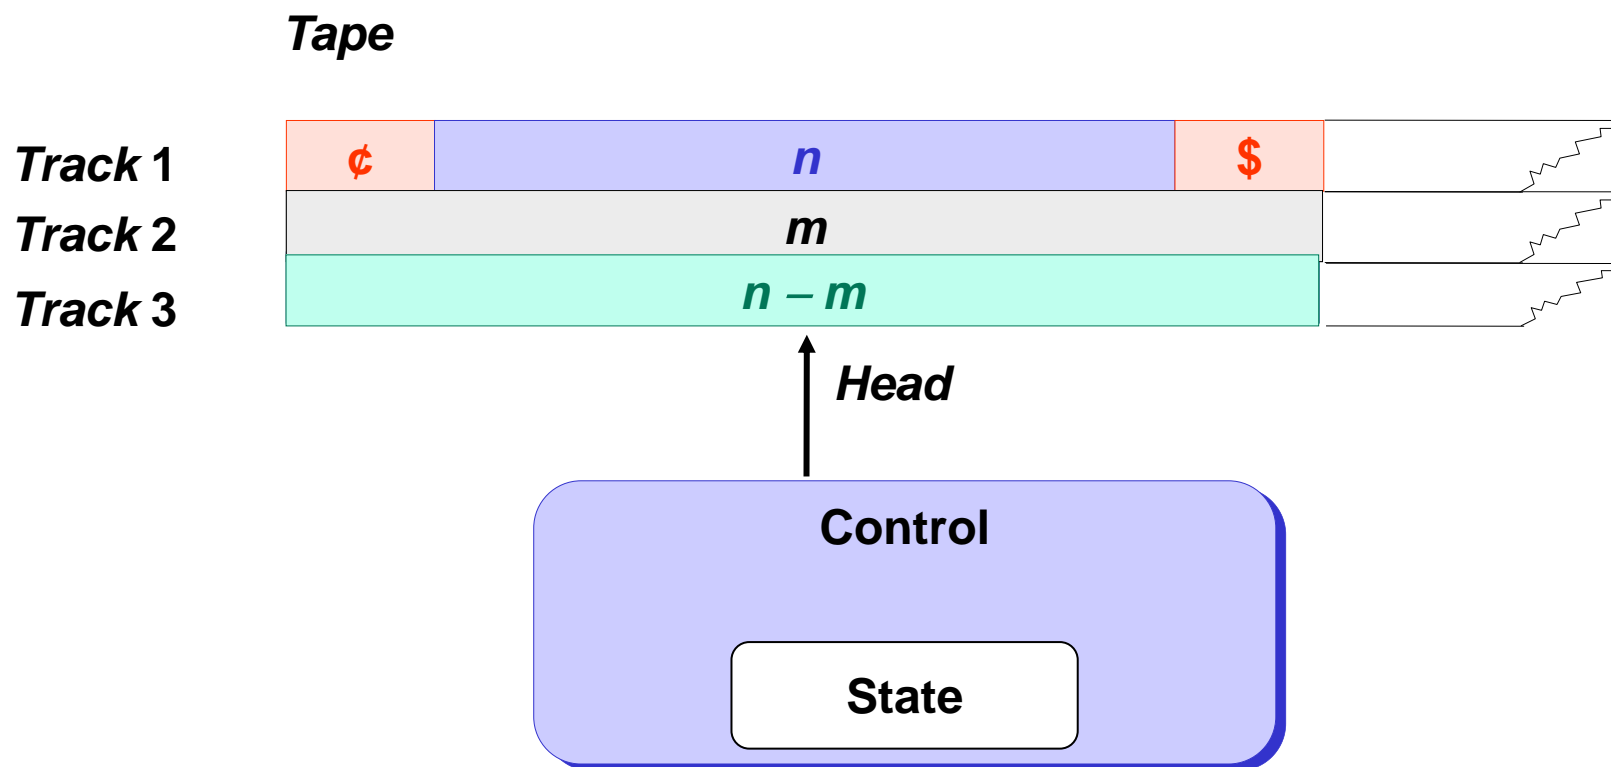 Tape
Track 1 ¢ n $
Track 2 m
Track 3 n – m
Head
Control
State